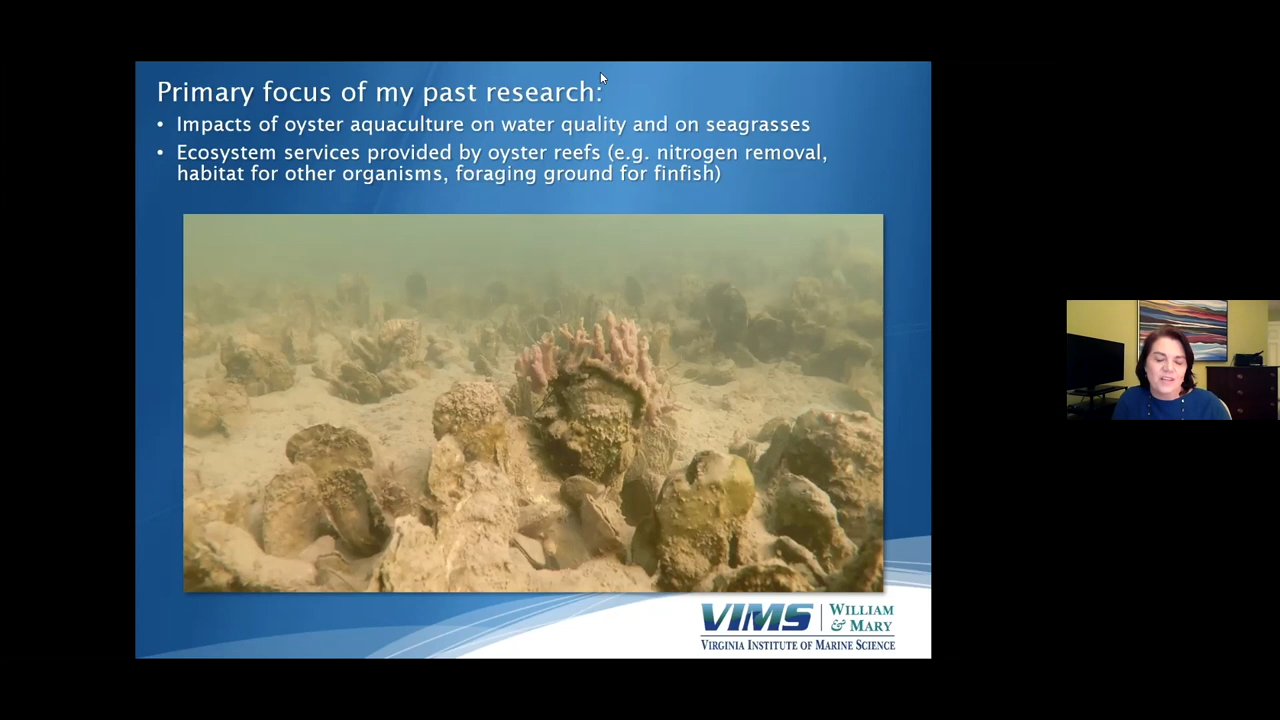 Primary focus of my past research:
• Impacts of oyster aquaculture on water quality and on seagrasses
• Ecosystem services provided by oyster reefs (e.g. nitrogen removal,
habitat for other organisms, foraging ground for finfish)
VIMS | WILLIAM
& MARY
VIRGINIA INSTITUTE OF MARINE SCIENCE